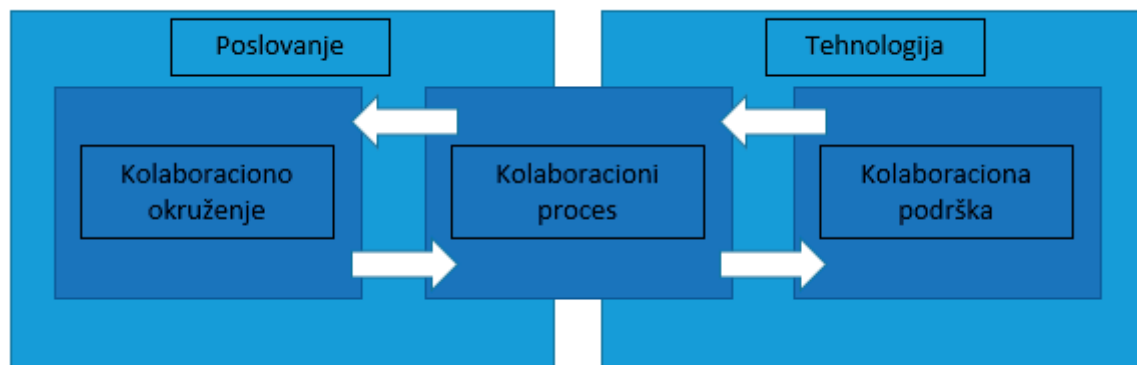 Poslovanje
Tehnologija
Kolaboraciono
okruženje
Kolaboracioni
proces
Kolaboraciona
podrška